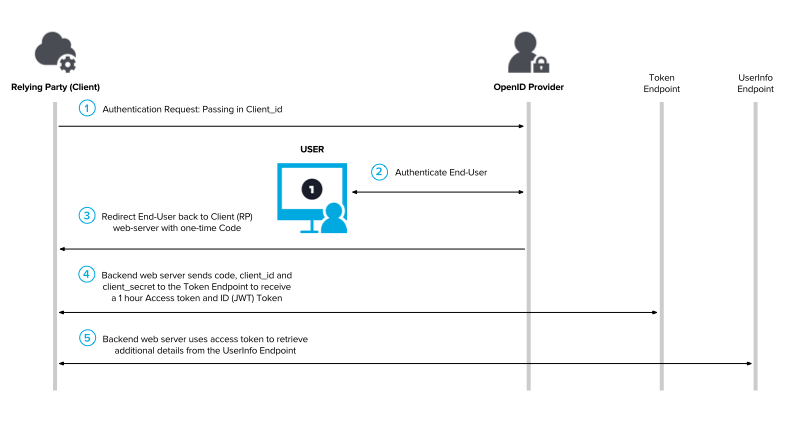 Relying Party (Client)
OpenID Provider
Token
Endpoint
UserInfo
Endpoint
1 Authentication Request: Passing in Client_id
USER
1
2 Authenticate End-User
3 Redirect End-User back to Client (RP)
web-server with one-time Code
4 Backend web server sends code, client_id and
client_secret to the Token Endpoint to receive
a 1 hour Access token and ID (JWT) Token
5 Backend web server uses access token to retrieve
additional details from the UserInfo Endpoint